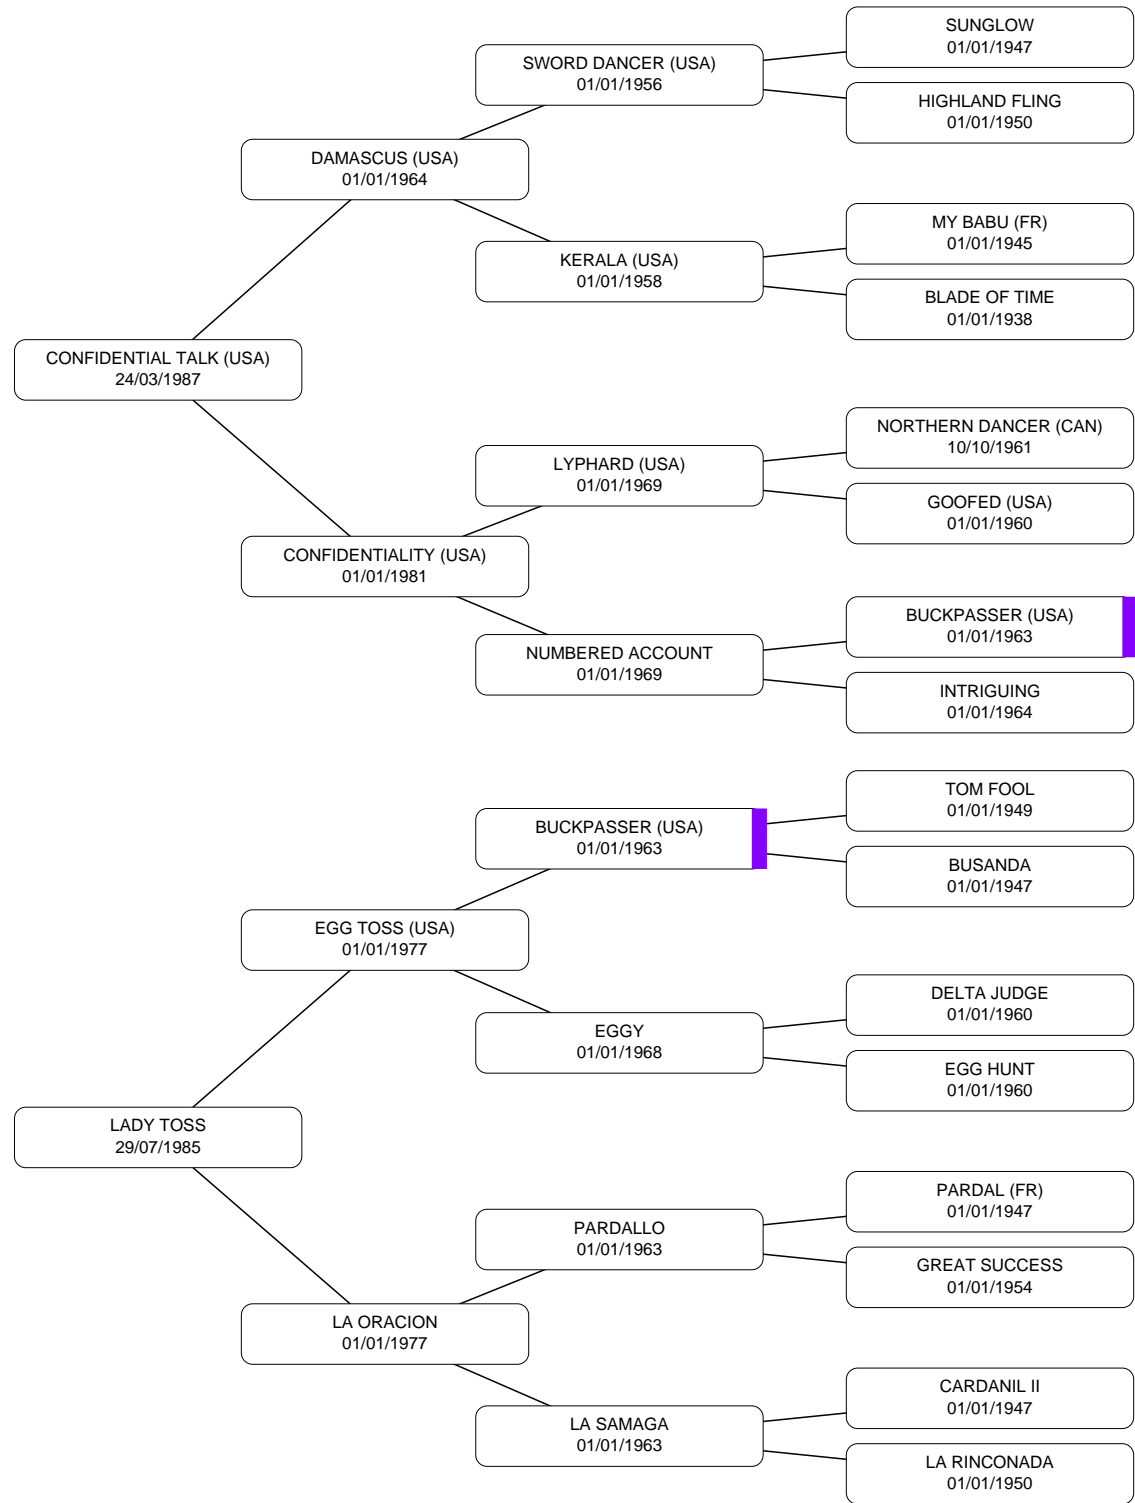 SUNGLOW
01/01/1947
SWORD DANCER (USA)
01/01/1956
HIGHLAND FLING
01/01/1950
DAMASCUS (USA)
01/01/1964
MY BABU (FR)
01/01/1945
KERALA (USA)
01/01/1958
BLADE OF TIME
01/01/1938
CONFIDENTIAL TALK (USA)
24/03/1987
NORTHERN DANCER (CAN)
10/10/1961
LYPHARD (USA)
01/01/1969
GOOFED (USA)
01/01/1960
CONFIDENTIALITY (USA)
01/01/1981
BUCKPASSER (USA)
01/01/1963
NUMBERED ACCOUNT
01/01/1969
INTRIGUING
01/01/1964
TOM FOOL
01/01/1949
BUCKPASSER (USA)
01/01/1963
BUSANDA
01/01/1947
EGG TOSS (USA)
01/01/1977
DELTA JUDGE
01/01/1960
EGGY
01/01/1968
EGG HUNT
01/01/1960
LADY TOSS
29/07/1985
PARDAL (FR)
01/01/1947
PARDALLO
01/01/1963
GREAT SUCCESS
01/01/1954
LA ORACION
01/01/1977
CARDANIL II
01/01/1947
LA SAMAGA
01/01/1963
LA RINCONADA
01/01/1950